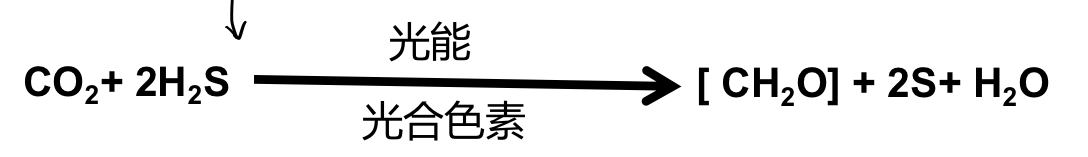 光能
CO₂+ 2H₂S → [ CH₂O] + 2S+ H₂O
光合色素